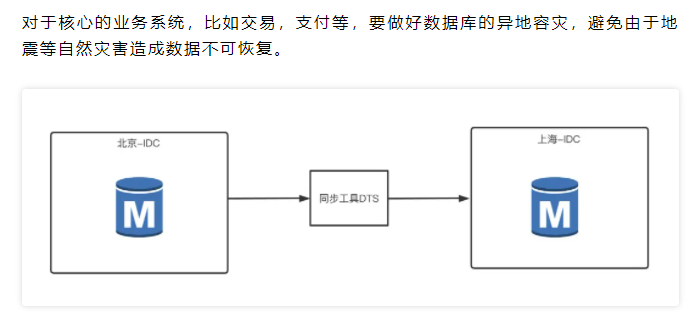 对于核心的业务系统，比如交易，支付等，要做好数据库的异地容灾，避免由于地
震等自然灾害造成数据不可恢复。
北京-IDC
上海-IDC
M
同步工具DTS
M